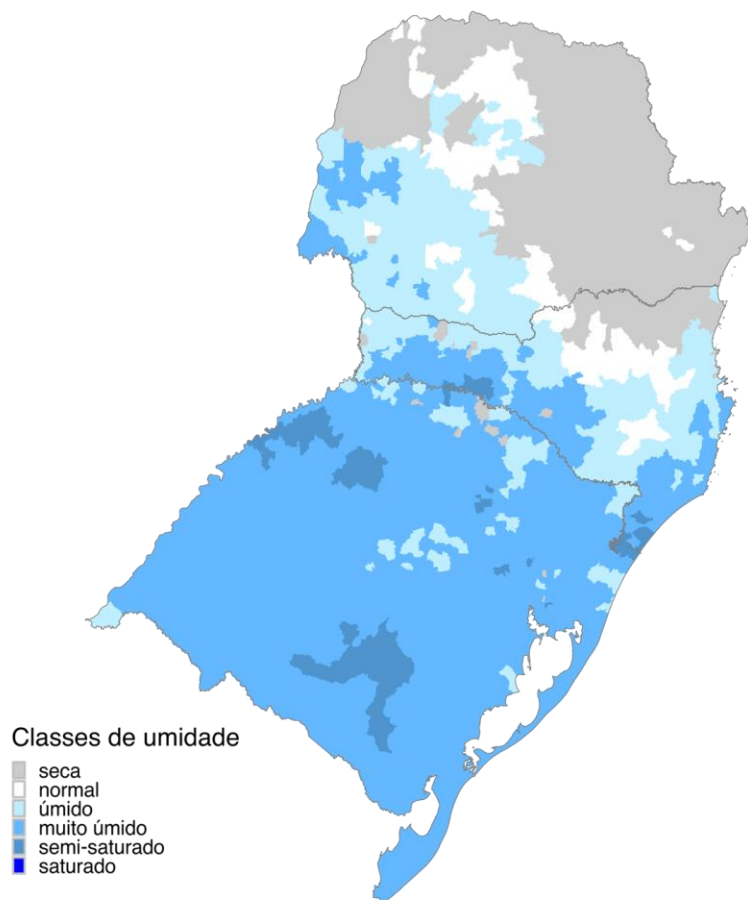 Classes de umidade
seca
normal
úmido
muito úmido
semi-saturado
saturado